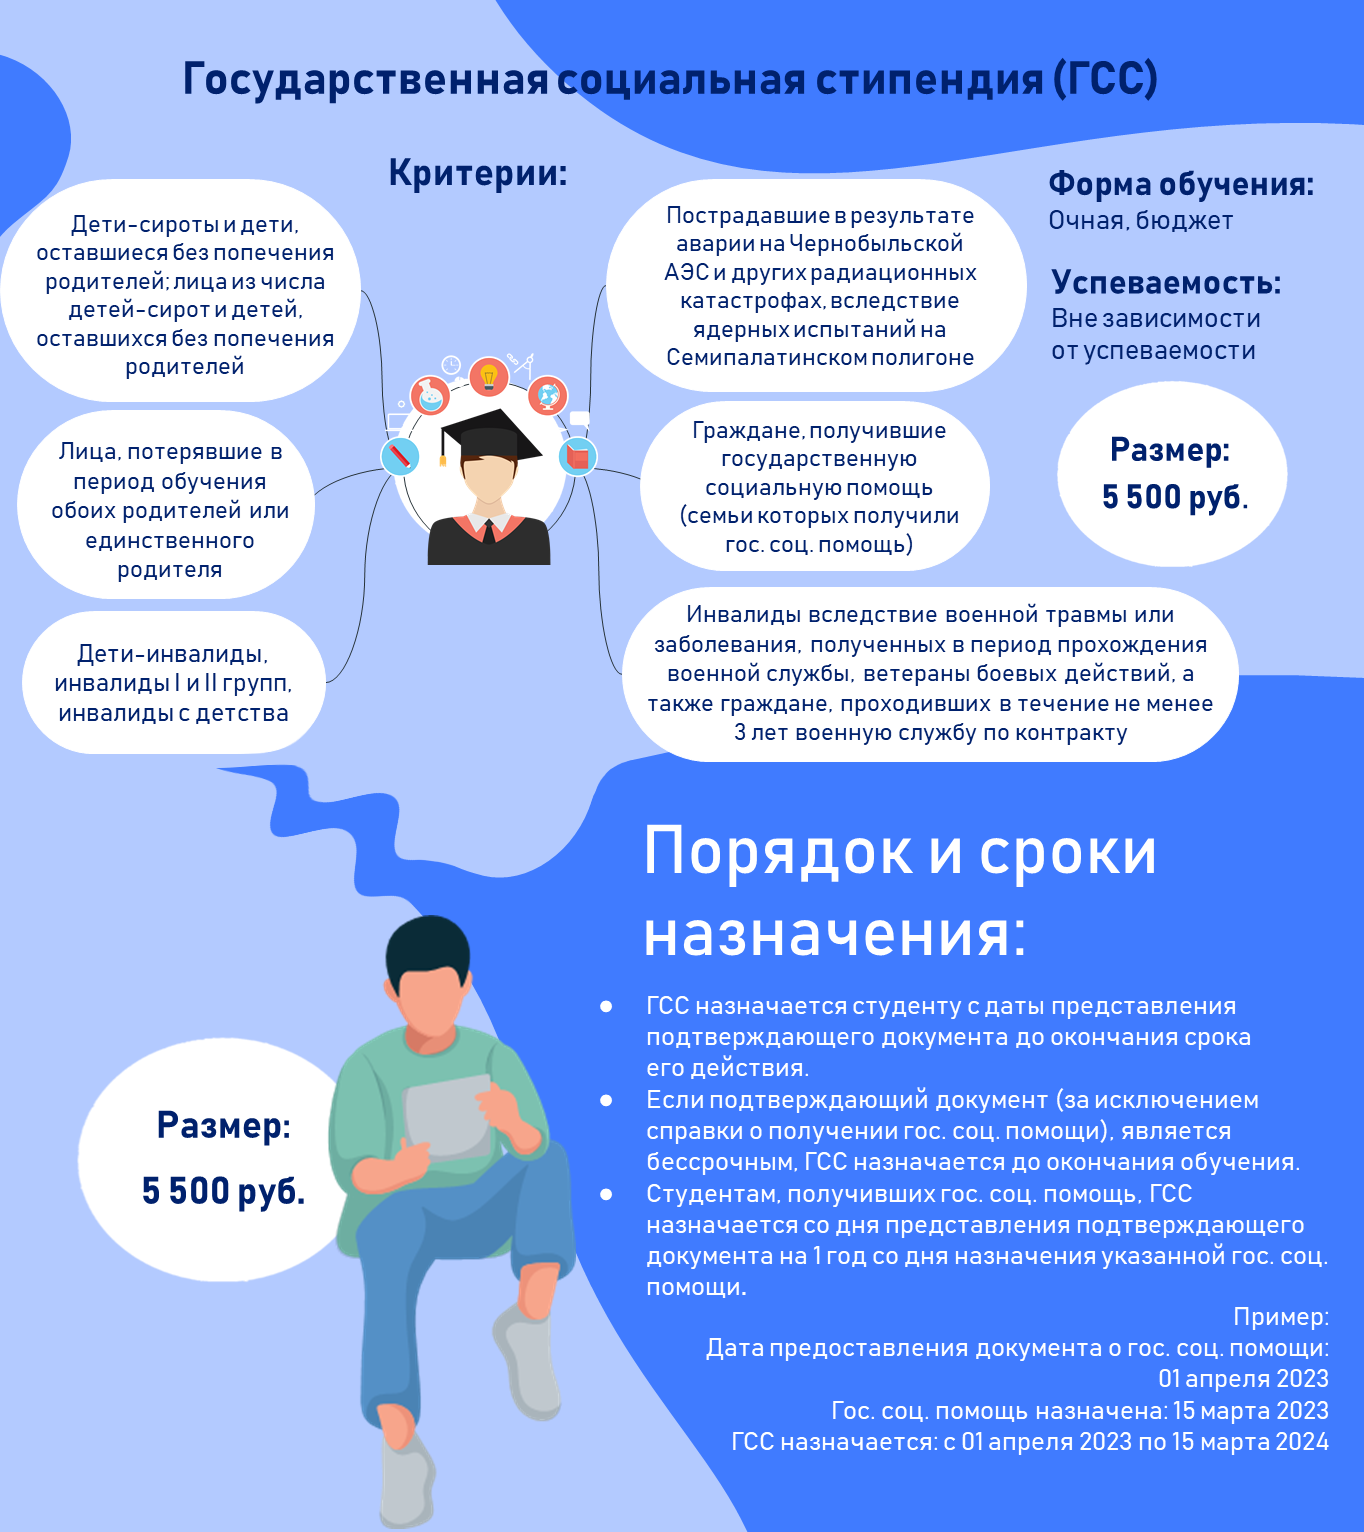 Государственная социальная стипендия (ГСС)
Критерии:
Дети-сироты и дети,
оставшиеся без попечения
родителей; лица из числа
детей-сирот и детей,
оставшихся без попечения
родителей
Лица, потерявшие в
период обучения
обоих родителей или
единственного
родителя
Дети-инвалиды,
инвалиды I и II групп,
инвалиды с детства
Пострадавшие в результате
аварии на Чернобыльской
АЭС и других радиационных
катастрофах, вследствие
ядерных испытаний на
Семипалатинском полигоне
Граждане, получившие
государственную
социальную помощь
(семьи которых получили
гос. соц. помощь)
Инвалиды вследствие военной травмы или
заболевания, полученных в период прохождения
военной службы, ветераны боевых действий, а
также граждане, проходивших в течение не менее
3 лет военную службу по контракту
Форма обучения:
Очная, бюджет
Успеваемость:
Вне зависимости
от успеваемости
Размер:
5 500 руб.
Порядок и сроки
назначения:
● ГСС назначается студенту с даты представления
подтверждающего документа до окончания срока
его действия.
● Если подтверждающий документ (за исключением
справки о получении гос. соц. помощи), является
бессрочным, ГСС назначается до окончания обучения.
● Студентам, получивших гос. соц. помощь, ГСС
назначается со дня представления подтверждающего
документа на 1 год со дня назначения указанной гос. соц.
помощи.
Пример:
Дата предоставления документа о гос. соц. помощи:
01 апреля 2023
Гос. соц. помощь назначена: 15 марта 2023
ГСС назначается: с 01 апреля 2023 по 15 марта 2024
Размер:
5 500 руб.